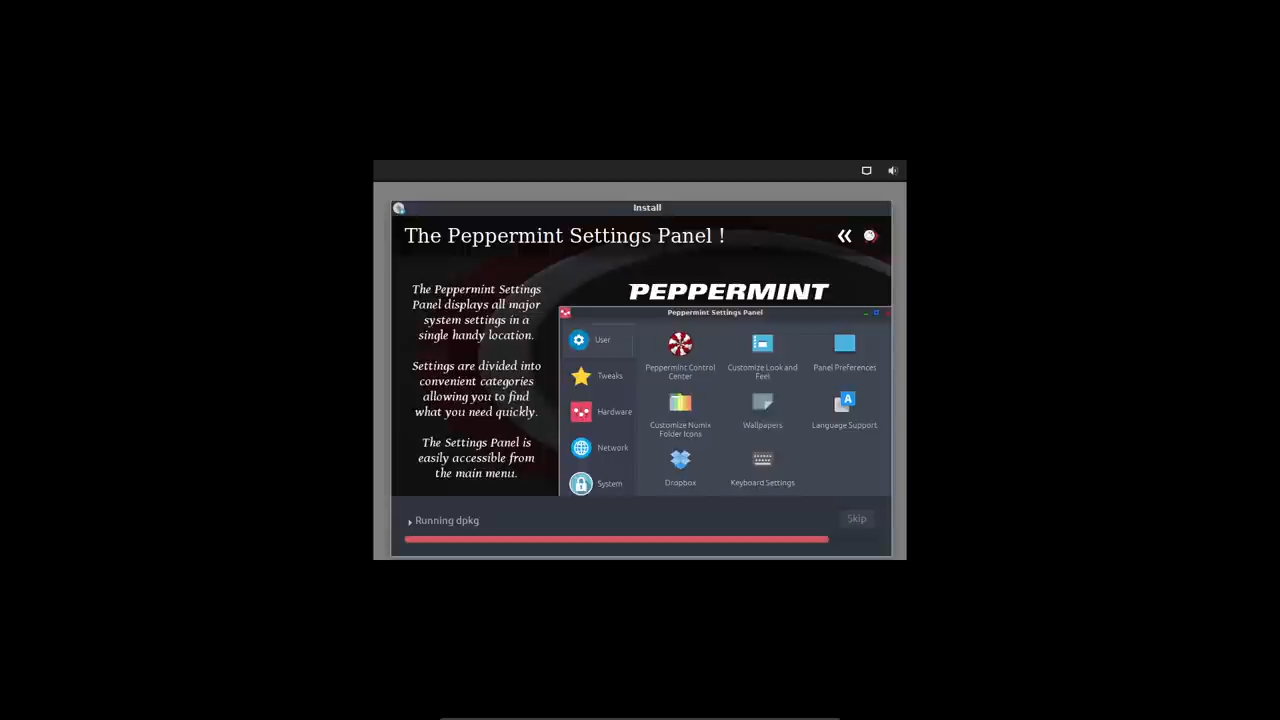 Install
The Peppermint Settings Panel !
The Peppermint Settings
Panel displays all major
system settings in a
single handy location.
Settings are divided into
convenient categories
allowing you to find
what you need quickly.
The Settings Panel is
easily accessible from
the main menu.
PEPPERMINT
Peppermint Settings Panel
User
Tweaks
Hardware
Network
System
Peppermint Control
Center
Customize Look and
Feel
Panel Preferences
Customize Numix
Folder Icons
Wallpapers
A
Language Support
Dropbox
Keyboard Settings
Running dpkg
Skip